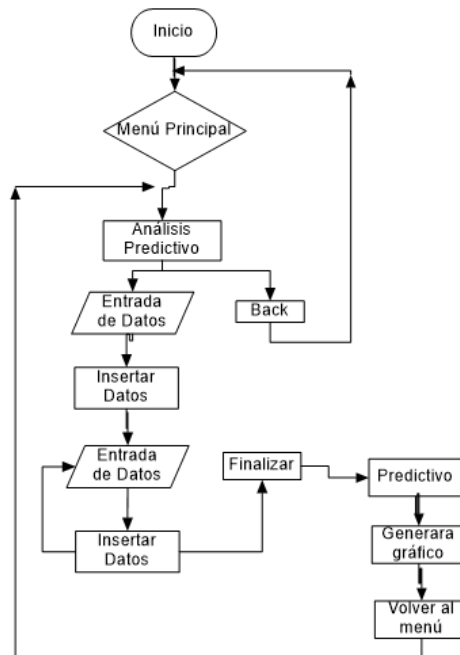 Inicio
Menú Principal
Análisis
Predictivo
Entrada
de Datos
Back
Insertar
Datos
Entrada
de Datos
Finalizar
Predictivo
Insertar
Datos
Generara
gráfico
Volver al
menú